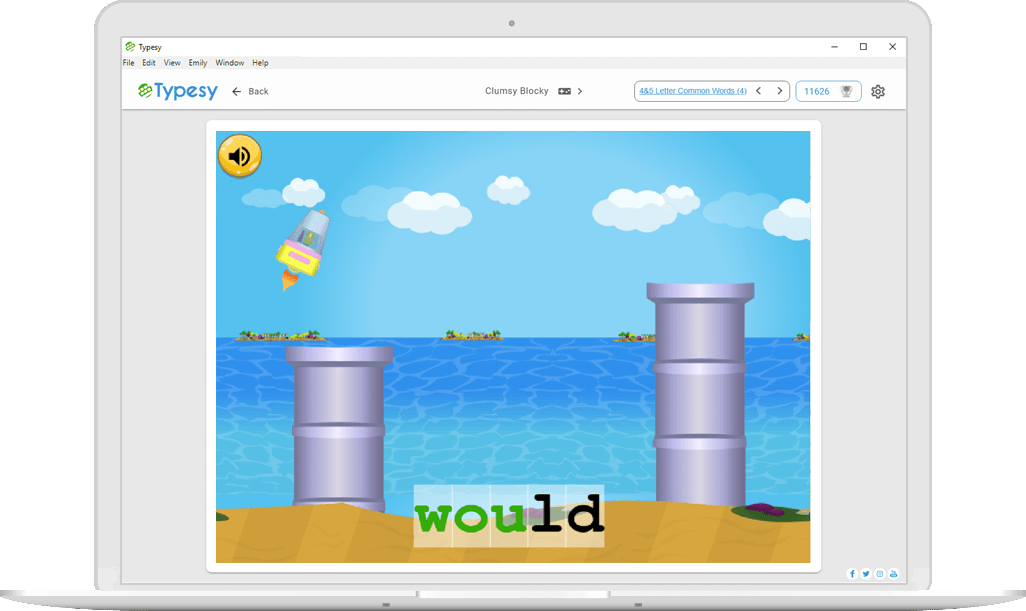 Typesy
File Edit View Emily Window Help
Typesy Back Clumsy Blocky 4&5 Letter Common Words (4) 11626
would